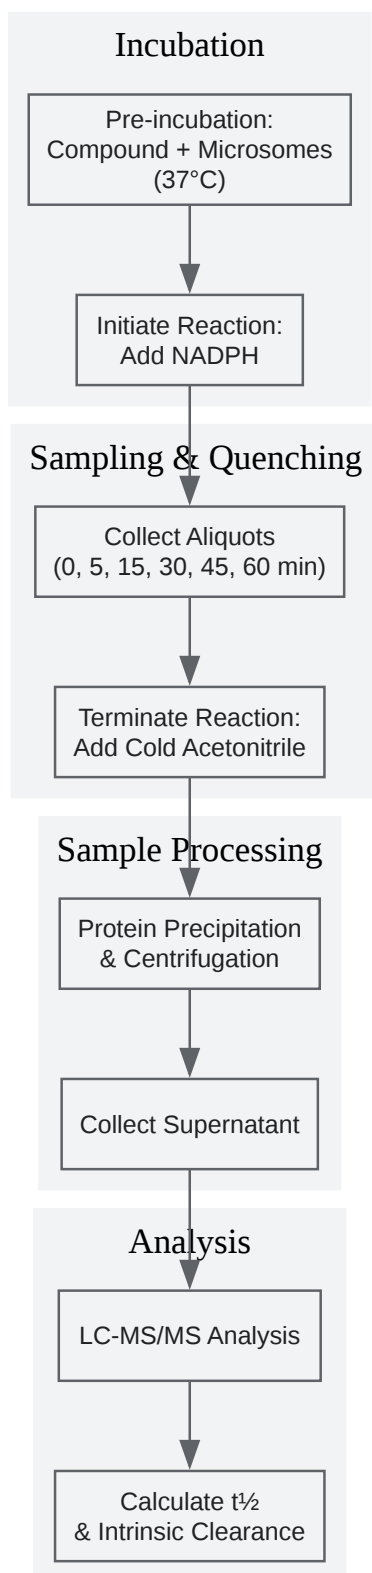 Incubation
Pre-incubation:
Compound + Microsomes
(37°C)
Initiate Reaction:
Add NADPH
Sampling & Quenching
Collect Aliquots
(0, 5, 15, 30, 45, 60 min)
Terminate Reaction:
Add Cold Acetonitrile
Sample Processing
Protein Precipitation
& Centrifugation
Collect Supernatant
Analysis
LC-MS/MS Analysis
Calculate t½
& Intrinsic Clearance